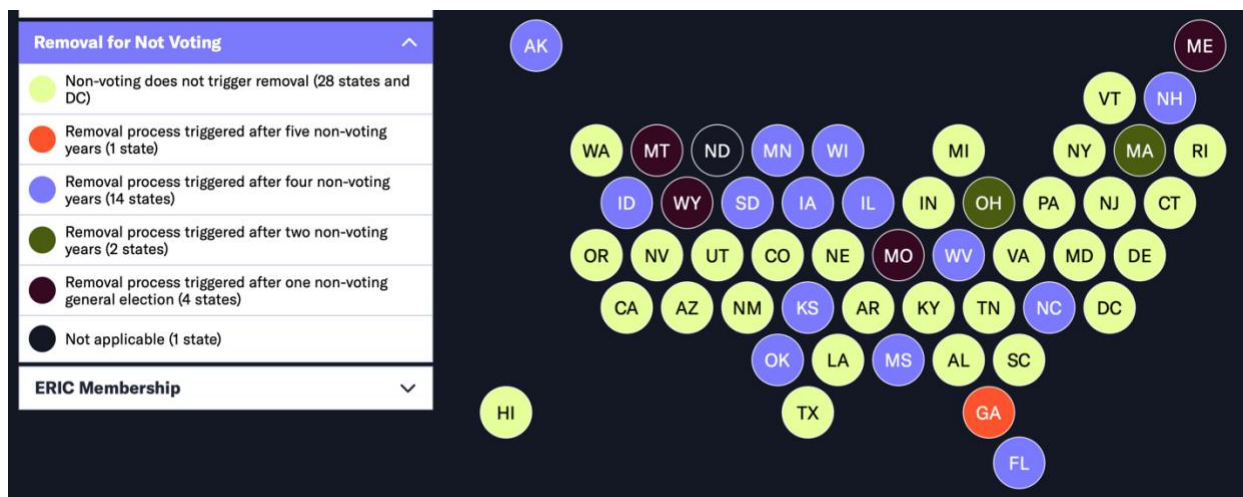 Removal for Not Voting
Non-voting does not trigger removal (28 states and
DC)
Removal process triggered after five non-voting
years (1 state)
Removal process triggered after four non-voting
years (14 states)
Removal process triggered after two non-voting
years (2 states)
Removal process triggered after one non-voting
general election (4 states)
Not applicable (1 state)
ERIC Membership
AK ME
VT NH
WA MT ND MN WI MI NY MA RI
ID WY SD IA IL IN OH PA NJ CT
OR NV UT CO NE MO WV VA MD DE
CA AZ NM KS AR KY TN NC DC
OK LA MS AL SC
HI TX GA
FL